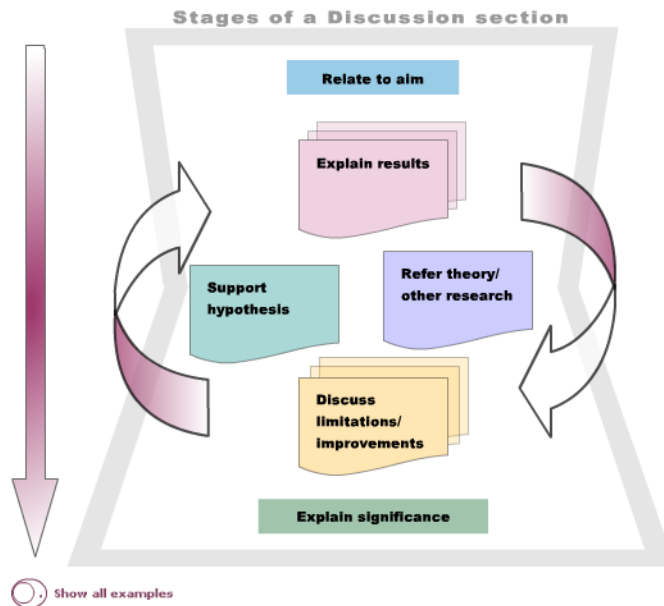 Stages of a Discussion section
Relate to aim
Explain results
Support
hypothesis
Refer theory/
other research
Discuss
limitations/
improvements
Explain significance
Show all examples